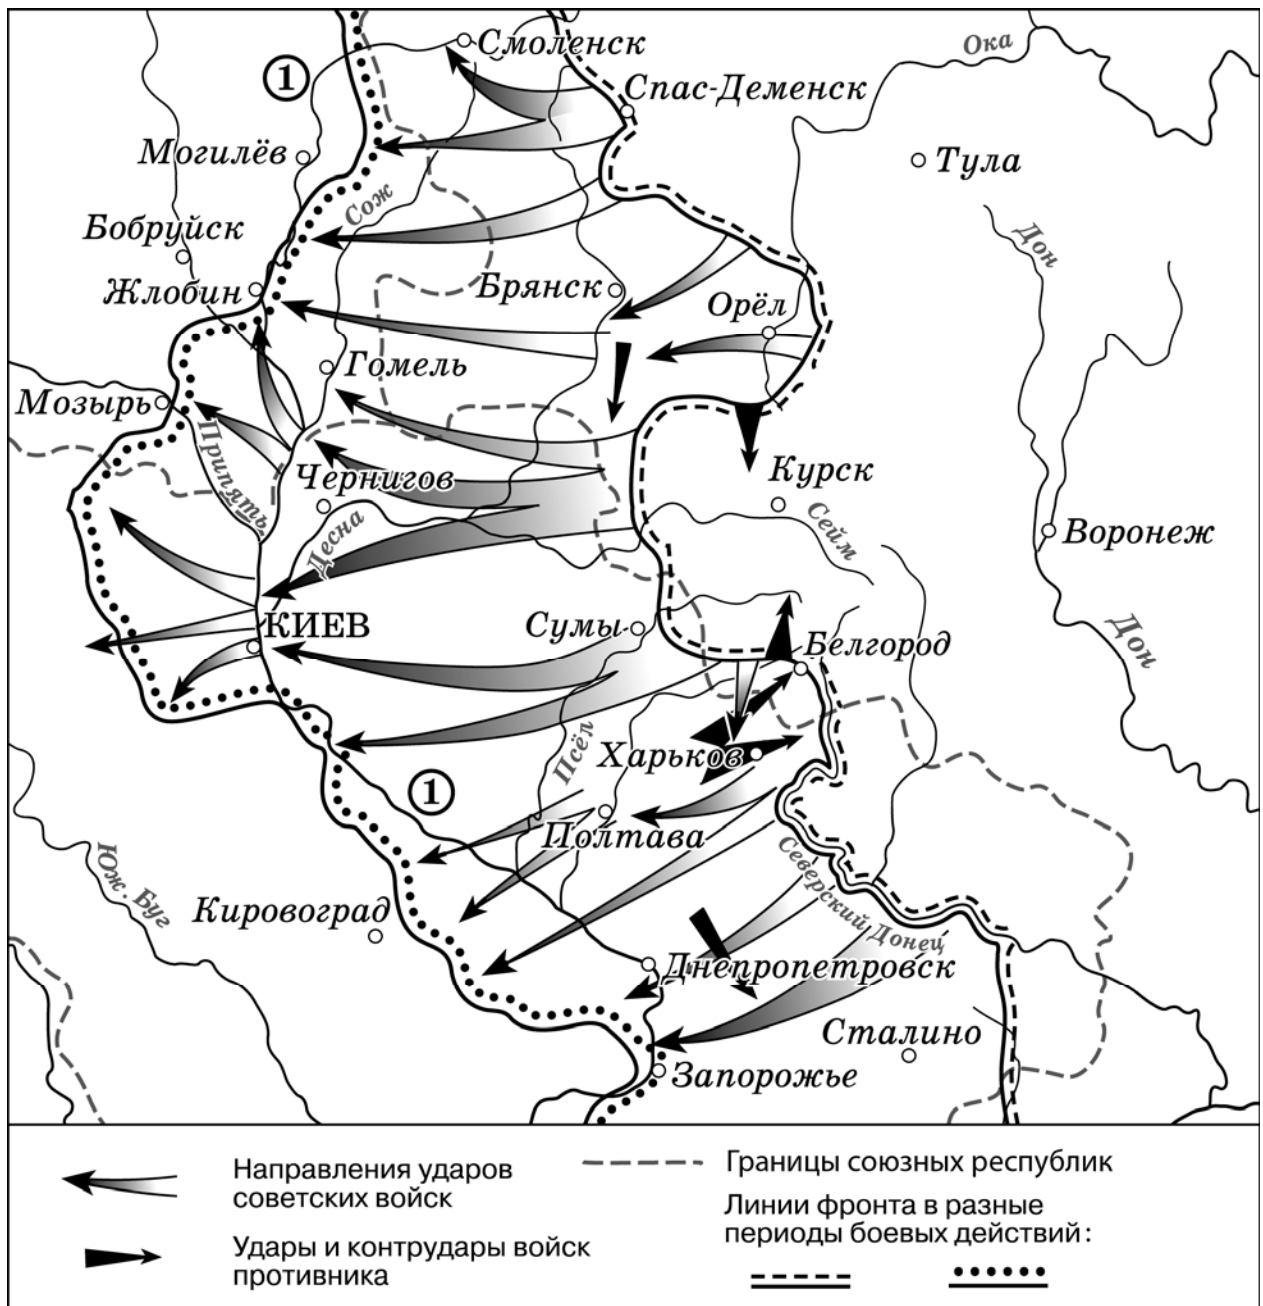 Смоленск
Ока
1
Спас-Деменск
Могилёв
Тула
Сож
Бобруйск
Дон
Жлобин
Брянск
Орёл
Гомель
Мозырь
Припять
Чернигов
Курск
Десна
Сейм
Воронеж
КИЕВ
Сумы
Белгород
Дон
Псёл
Харьков
1
Полтава
Юж. Буг
Северский Донец
Кировоград
Днепропетровск
Сталино
Запорожье
Направления ударов
советских войск
Удары и контрудары войск
противника
Границы союзных республик
Линии фронта в разные
периоды боевых действий: